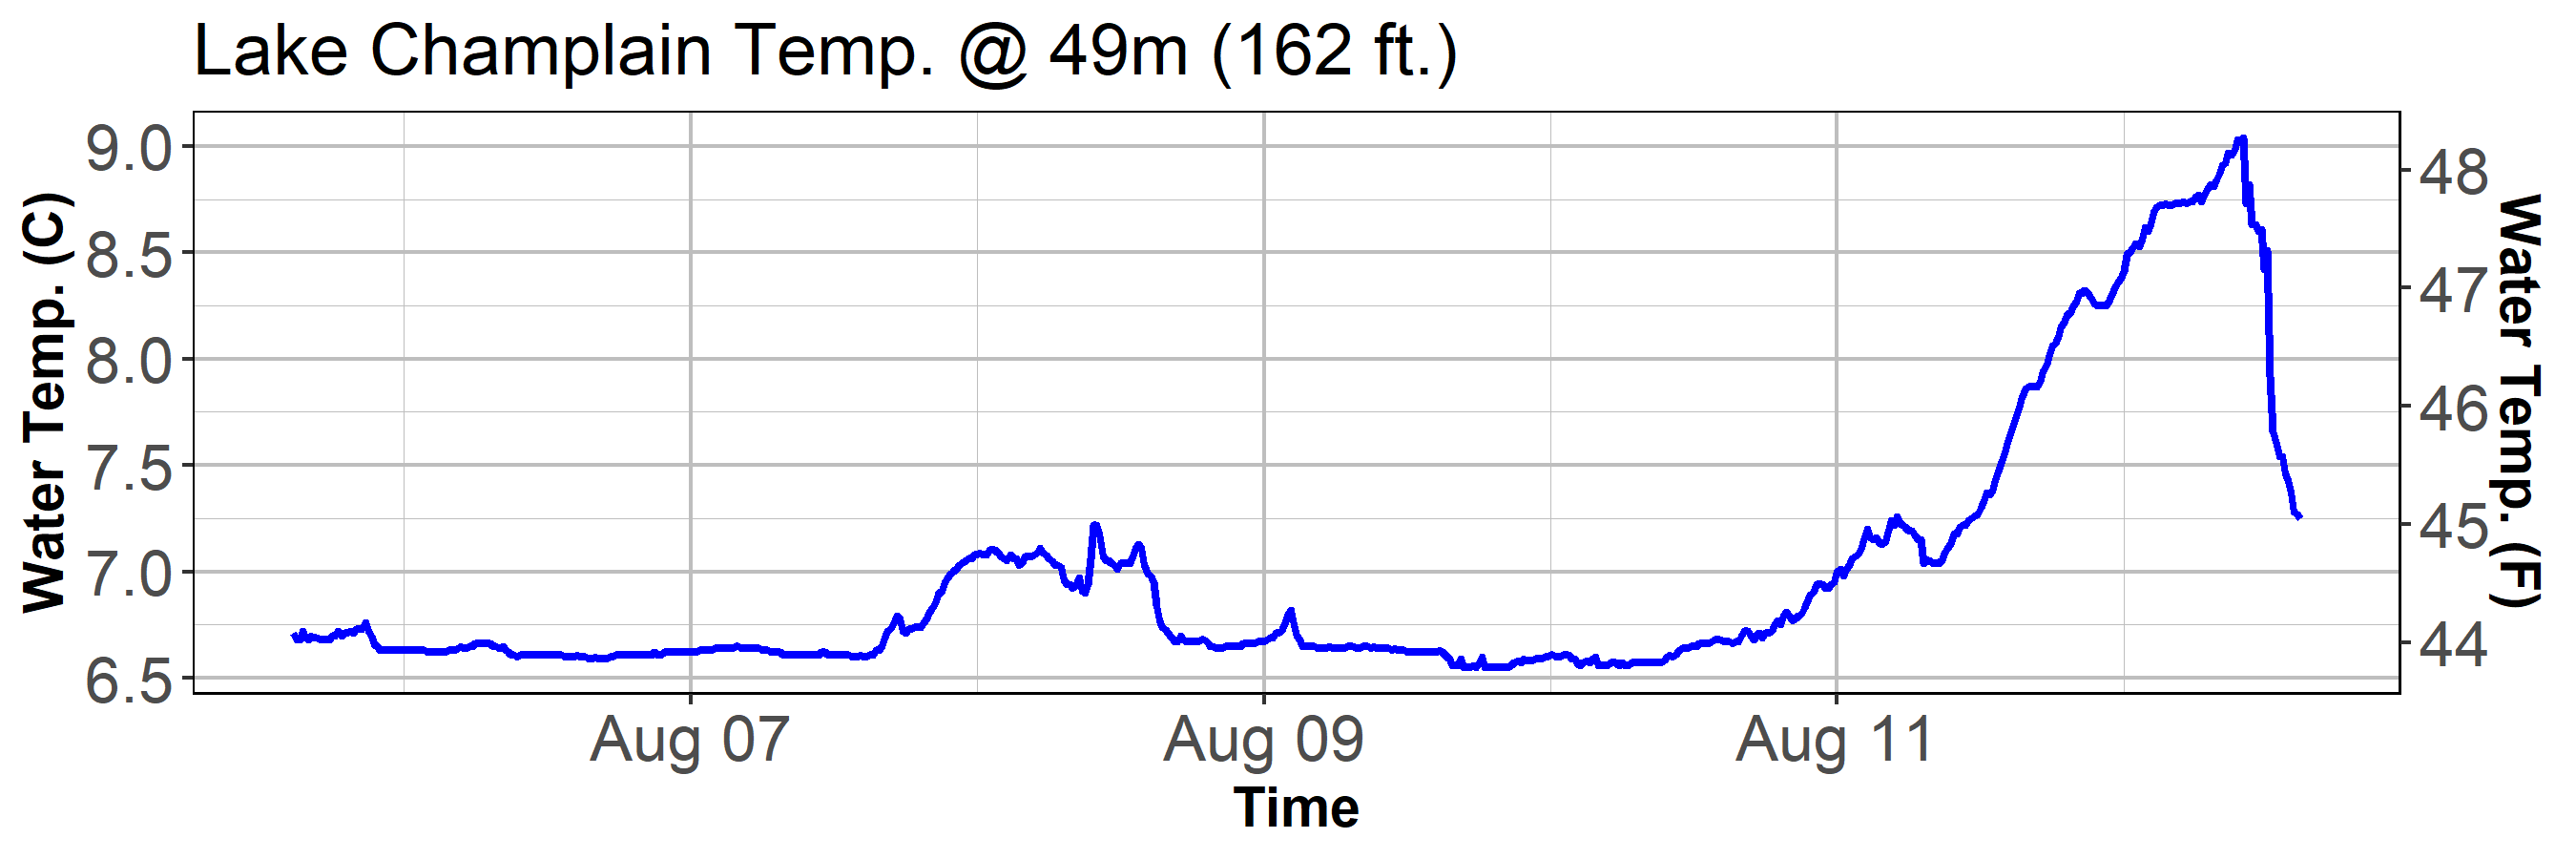 Lake Champlain Temp. @ 49m (162 ft.)
Water Temp. (C)
9.0
8.5
8.0
7.5
7.0
6.5
48
47
46
45
44
Water Temp. (F)
Aug 07
Aug 09
Aug 11
Time